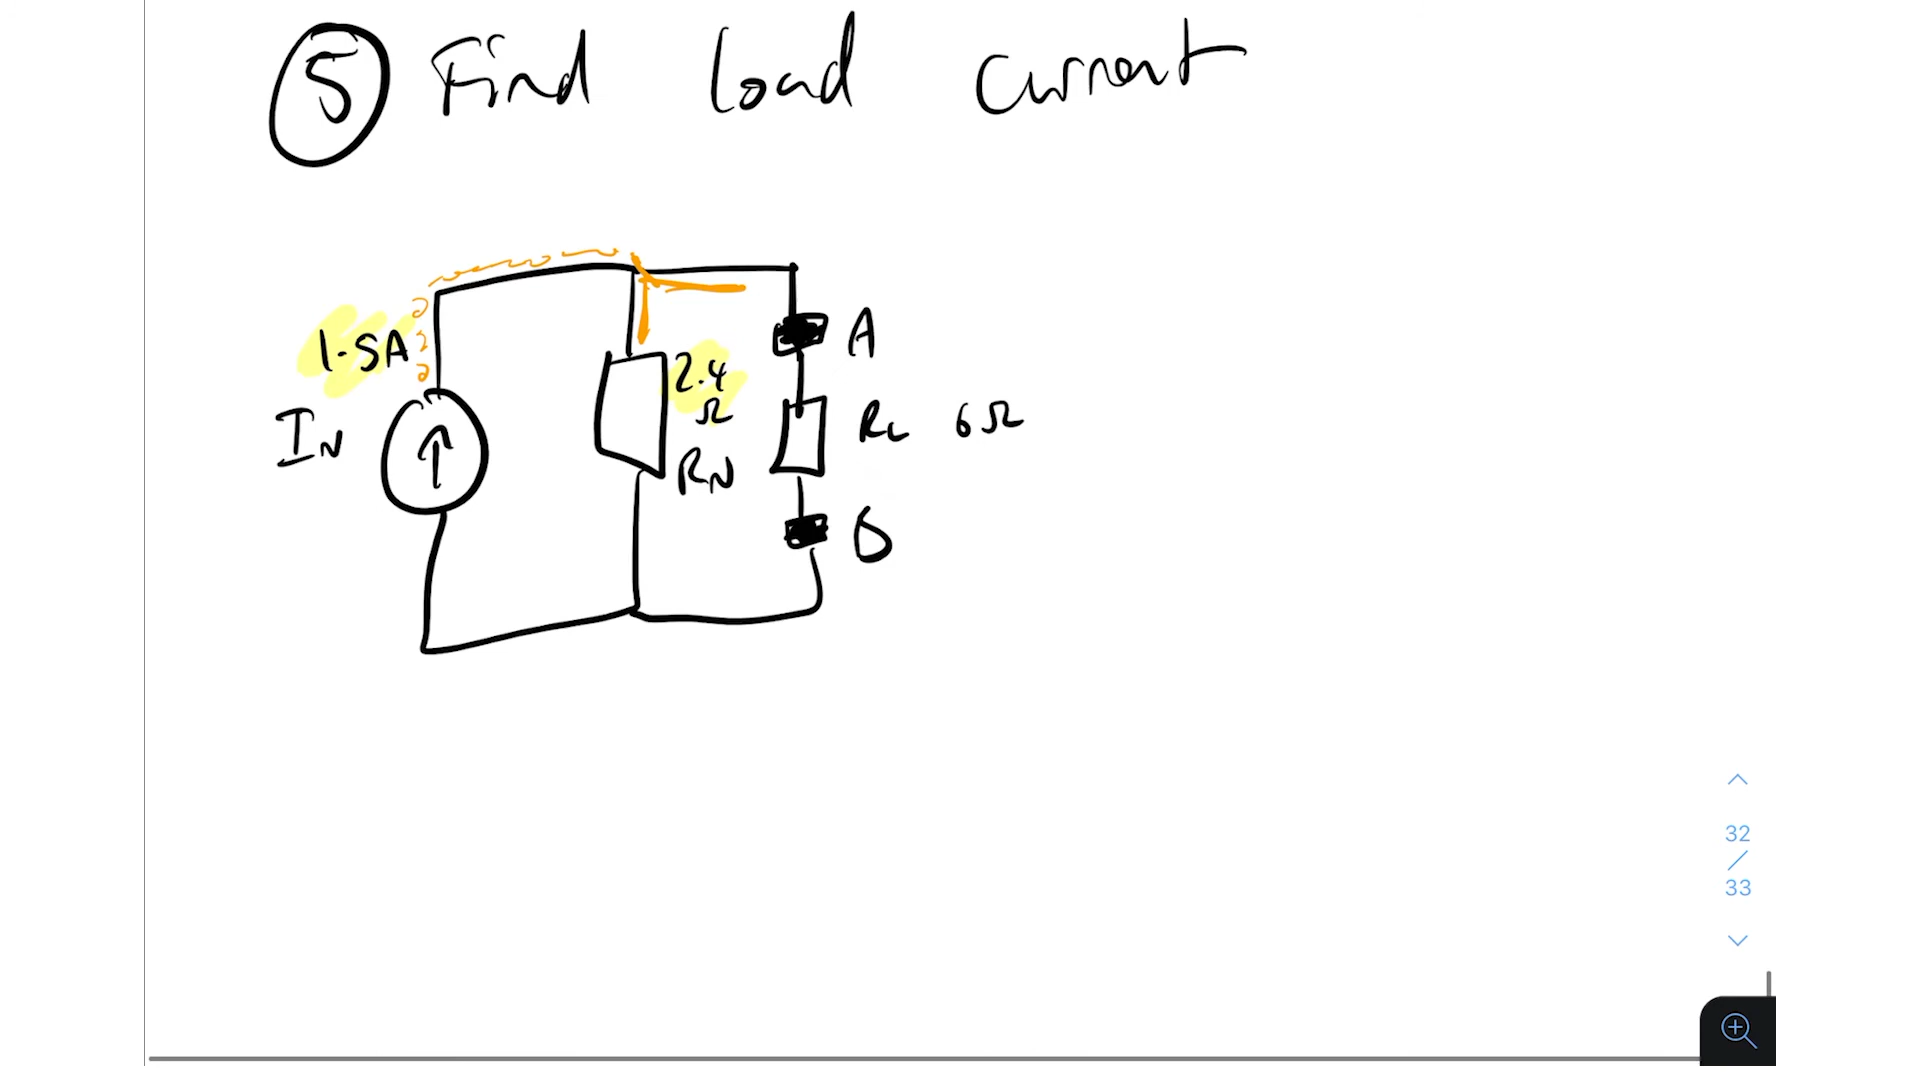 5 Find load current
1.5A
IN
2.4
Ω
RN
A
RL 6Ω
B
32
/
33